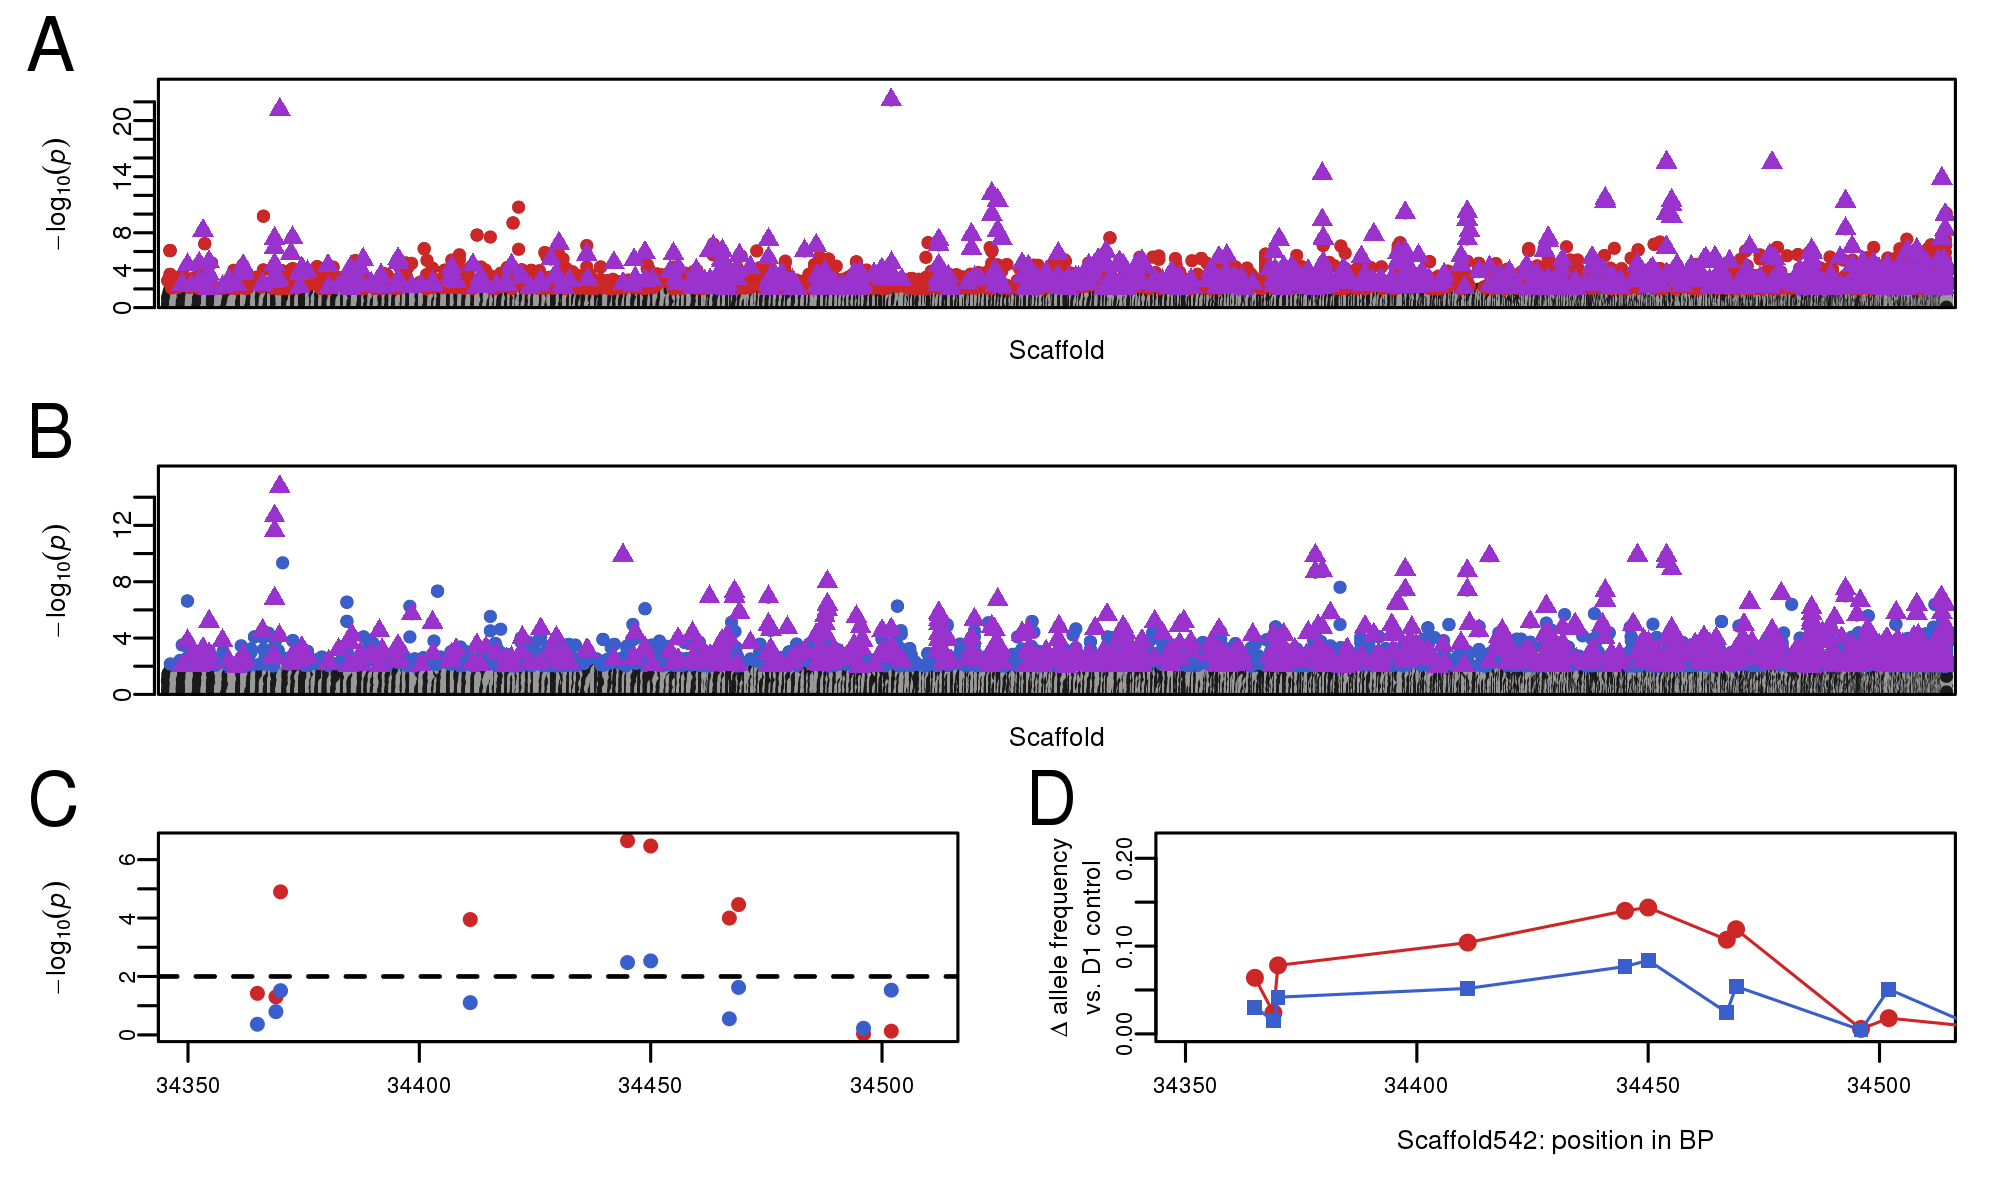 A
−log10(p)
0 4 8 14 20
Scaffold
B
−log10(p)
0 4 8 12
Scaffold
C
−log10(p)
0 2 4 6
34350 34400 34450 34500
D
Δ allele frequency
vs. D1 control
0.00 0.10 0.20
34350 34400 34450 34500
Scaffold542: position in BP